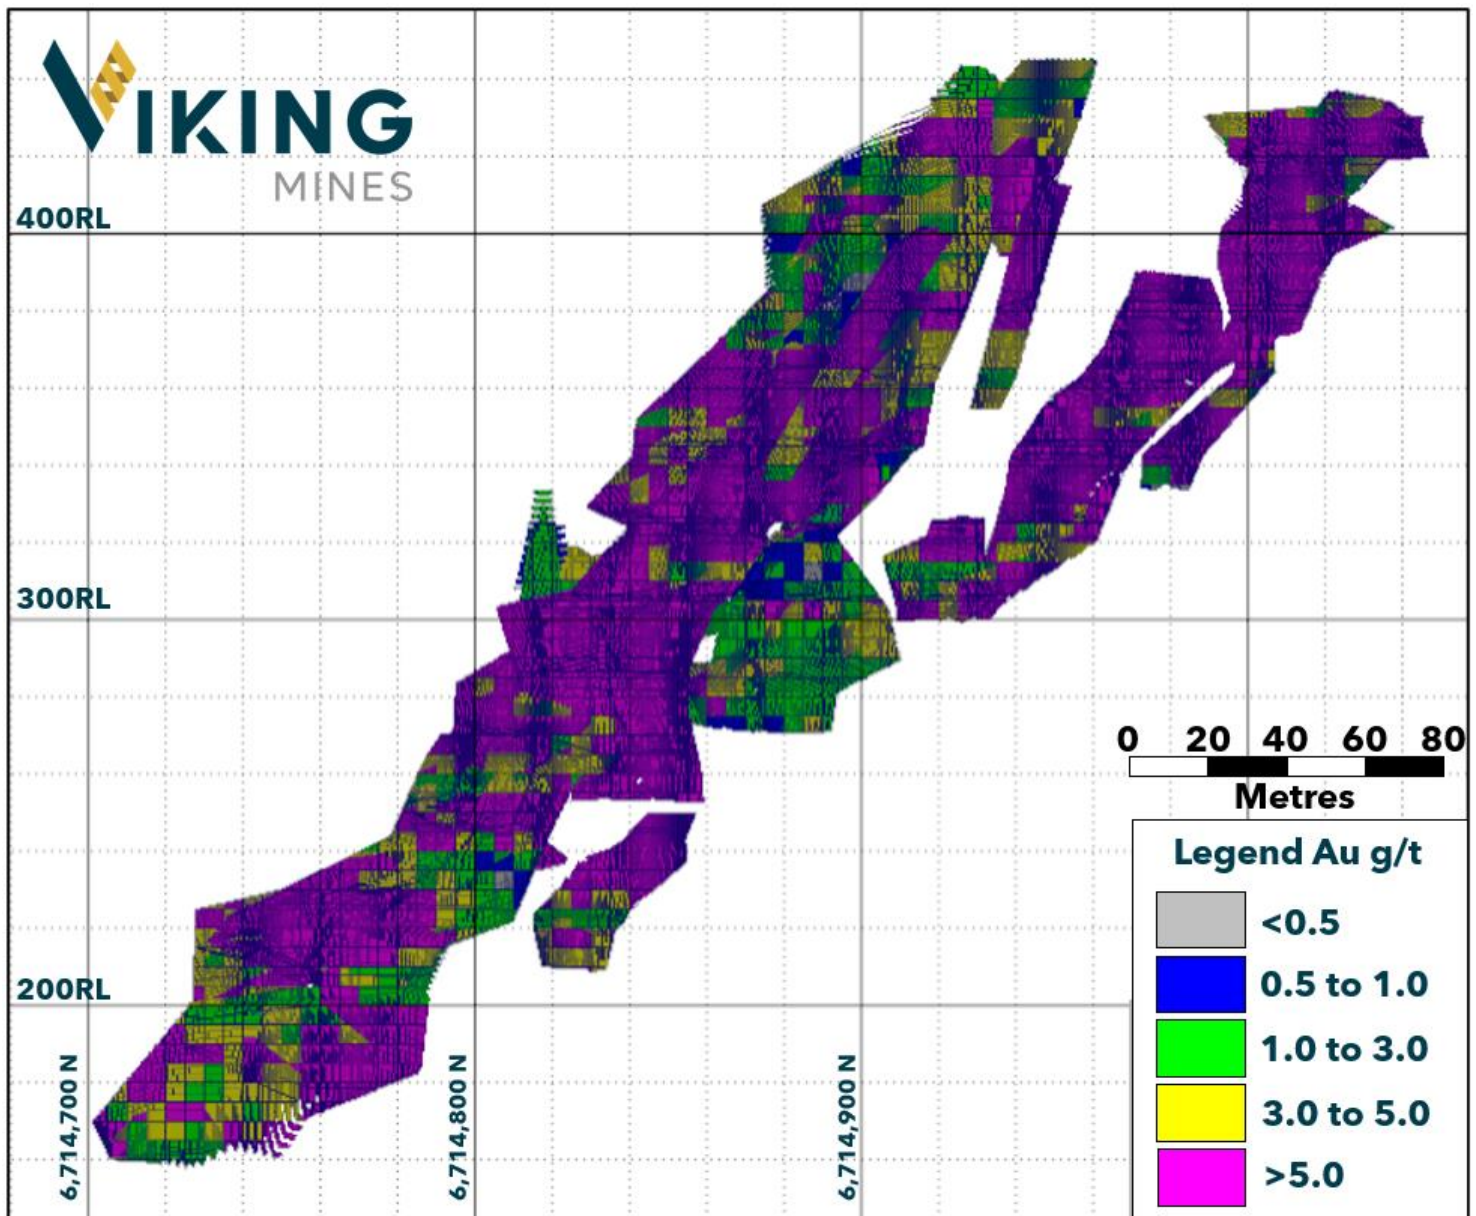 VIKING
MINES
400RL
300RL
200RL
6,714,700 N
6,714,800 N
6,714,900 N
0 20 40 60 80
Metres
Legend Au g/t
<0.5
0.5 to 1.0
1.0 to 3.0
3.0 to 5.0
>5.0